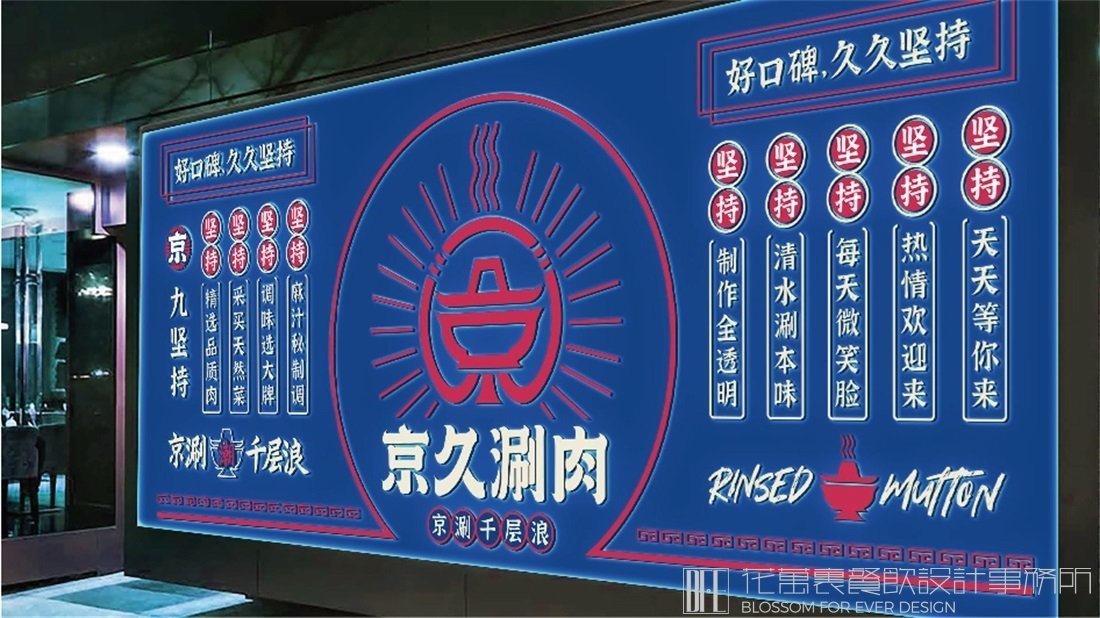 好口碑,久久坚持
京九坚持
坚持精选品质肉
坚持采买天然菜
坚持调味选大牌
坚持麻汁秘制调
京涮 涮 千层浪
京久涮肉
京涮千层浪
好口碑,久久坚持
坚持制作全透明
坚持清水涮本味
坚持每天微笑脸
坚持热情欢迎来
坚持天天等你来
RINSED MUTTON
花萬裏餐飲設計事務所
BLOSSOM FOR EVER DESIGN